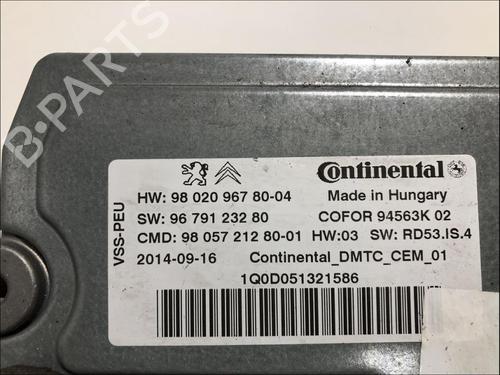 B-PARTS
Continental
HW: 98 020 967 80-04 Made in Hungary
SW: 96 791 232 80 COFOR 94563K 02
CMD: 98 057 212 80-01 HW:03 SW: RD53.IS.4
2014-09-16 Continental_DMTC_CEM_01
1Q0D051321586
VSS-PEU